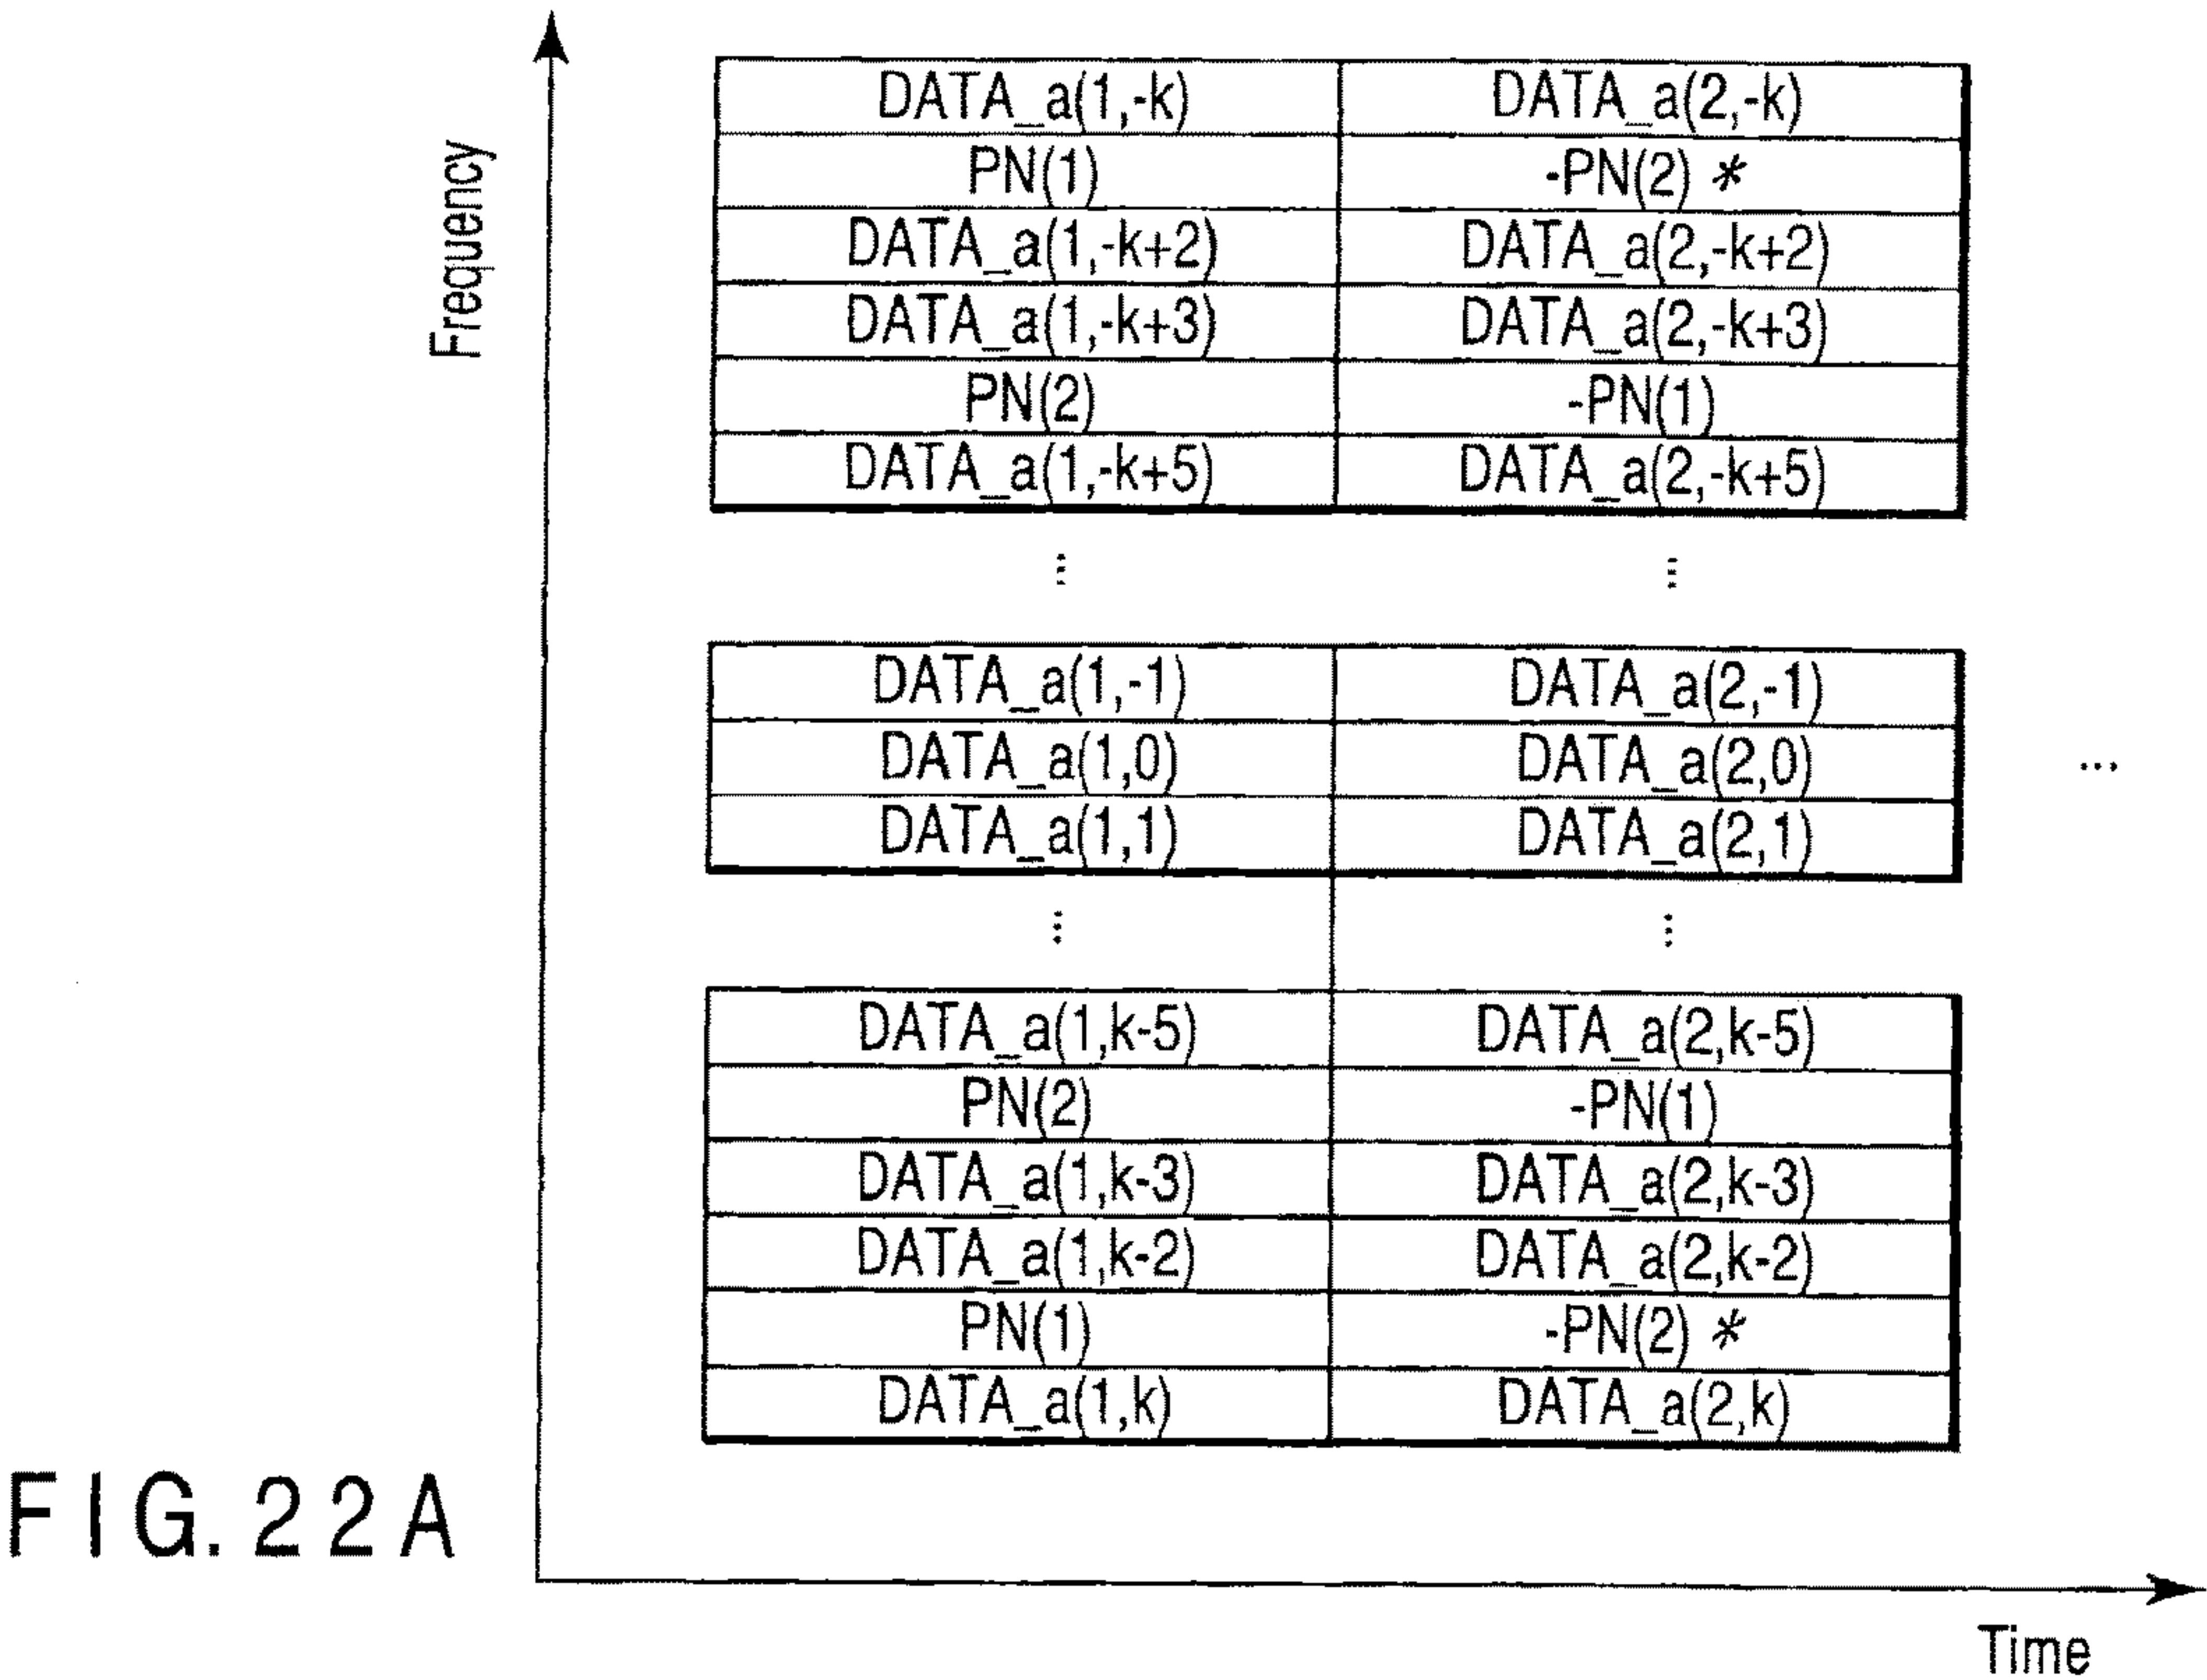 Frequency
DATA_a(1,-k) DATA_a(2,-k)
PN(1) -PN(2) *
DATA_a(1,-k+2) DATA_a(2,-k+2)
DATA_a(1,-k+3) DATA_a(2,-k+3)
PN(2) -PN(1)
DATA_a(1,-k+5) DATA_a(2,-k+5)
... ...
DATA_a(1,-1) DATA_a(2,-1)
DATA_a(1,0) DATA_a(2,0) ...
DATA_a(1,1) DATA_a(2,1)
... ...
DATA_a(1,k-5) DATA_a(2,k-5)
PN(2) -PN(1)
DATA_a(1,k-3) DATA_a(2,k-3)
DATA_a(1,k-2) DATA_a(2,k-2)
PN(1) -PN(2) *
DATA_a(1,k) DATA_a(2,k)
FIG. 22A
Time